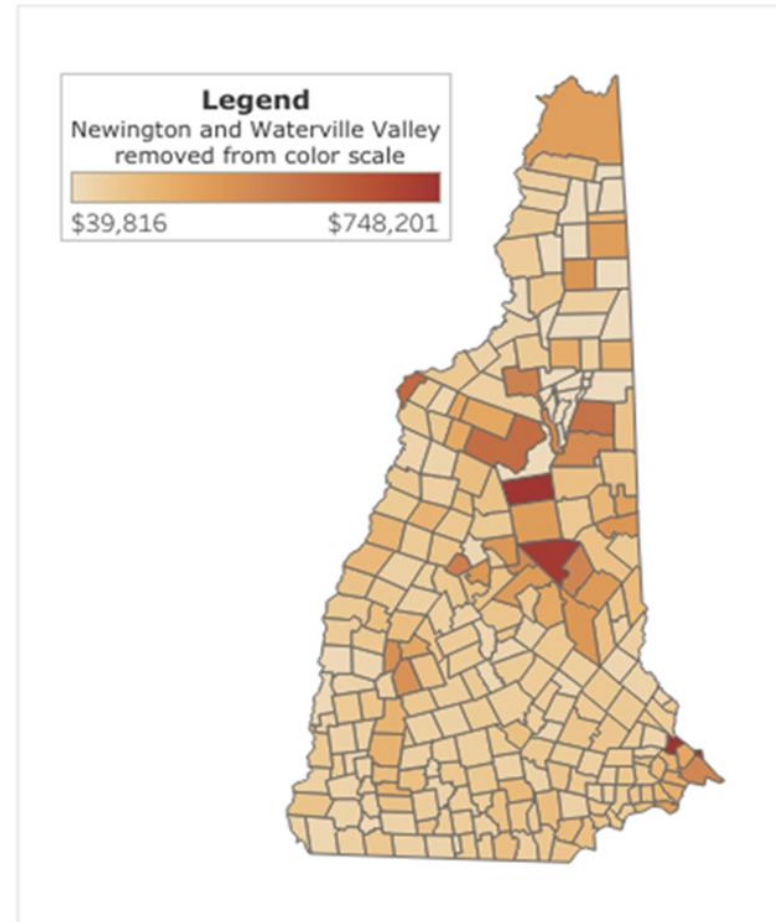 Legend
Newington and Waterville Valley
removed from color scale
$39,816 $748,201